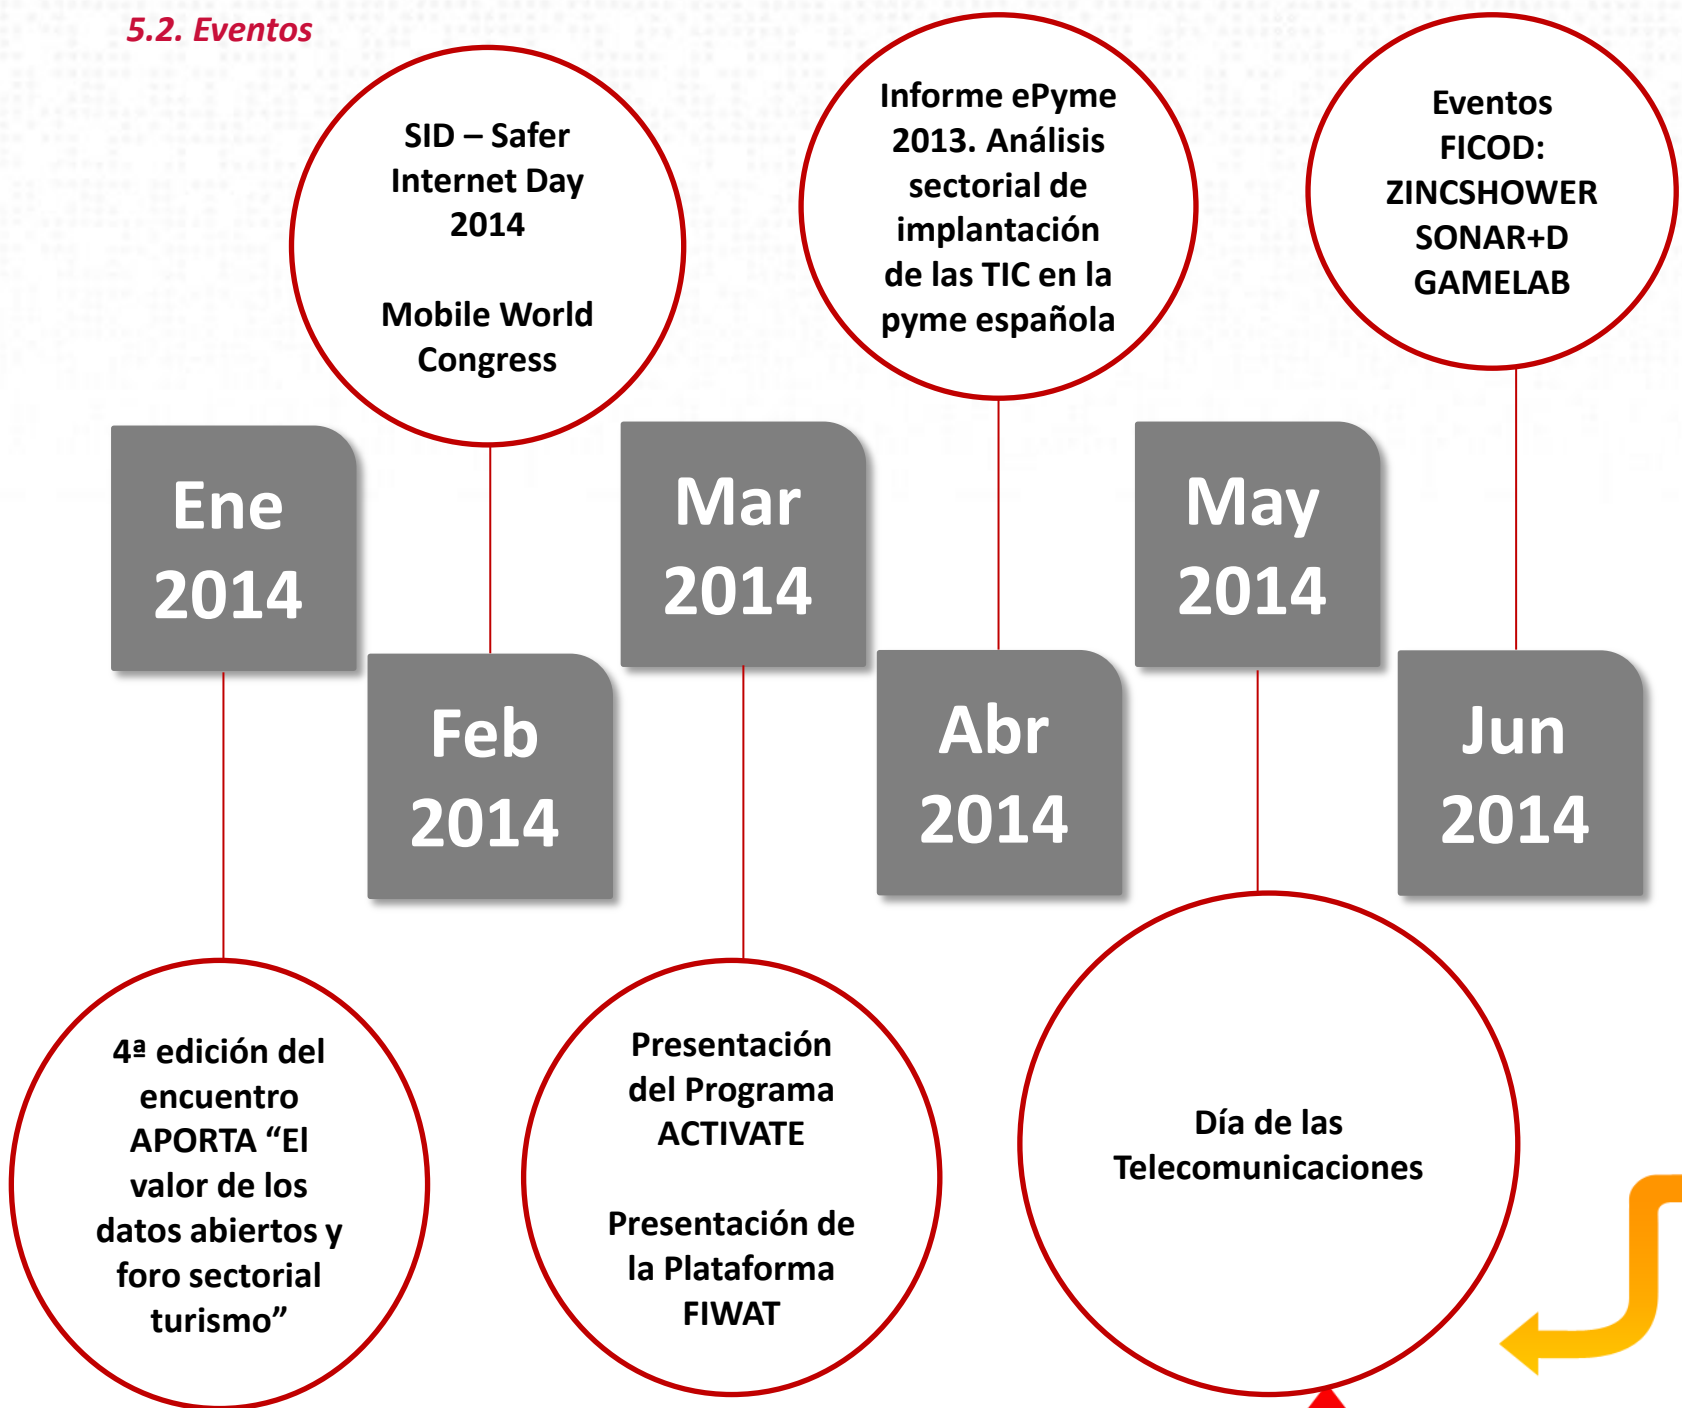 5.2. Eventos
SID – Safer
Internet Day
2014
Mobile World
Congress
Informe ePyme
2013. Análisis
sectorial de
implantación
de las TIC en la
pyme española
Eventos
FICOD:
ZINCSHOWER
SONAR+D
GAMELAB
Ene
2014
Mar
2014
May
2014
Feb
2014
Abr
2014
Jun
2014
4ª edición del
encuentro
APORTA “El
valor de los
datos abiertos y
foro sectorial
turismo”
Presentación
del Programa
ACTIVATE
Presentación de
la Plataforma
FIWAT
Día de las
Telecomunicaciones